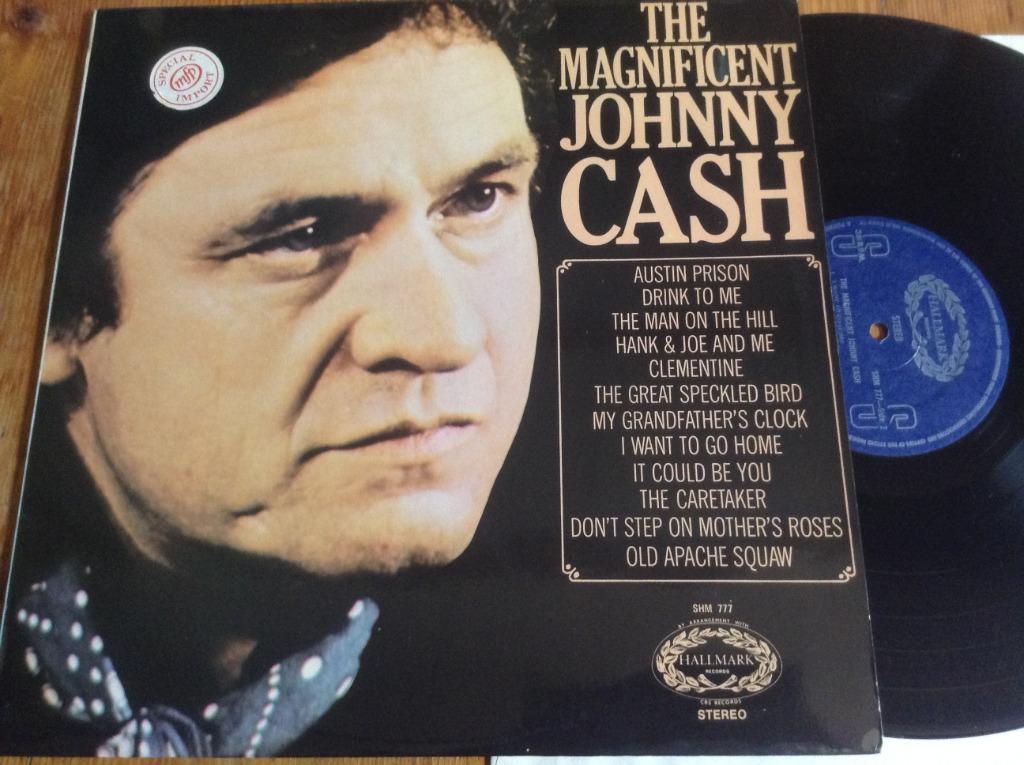 SPECIAL
mfp
IMPORT
THE
MAGNIFICENT
JOHNNY
CASH
AUSTIN PRISON
DRINK TO ME
THE MAN ON THE HILL
HANK & JOE AND ME
CLEMENTINE
THE GREAT SPECKLED BIRD
MY GRANDFATHER'S CLOCK
I WANT TO GO HOME
IT COULD BE YOU
THE CARETAKER
DON'T STEP ON MOTHER'S ROSES
OLD APACHE SQUAW
SHM 777
BY ARRANGEMENT WITH
HALLMARK
RECORDS
CBS RECORDS
STEREO
HALLMARK
STEREO
SHM 777
THE MAGNIFICENT JOHNNY CASH